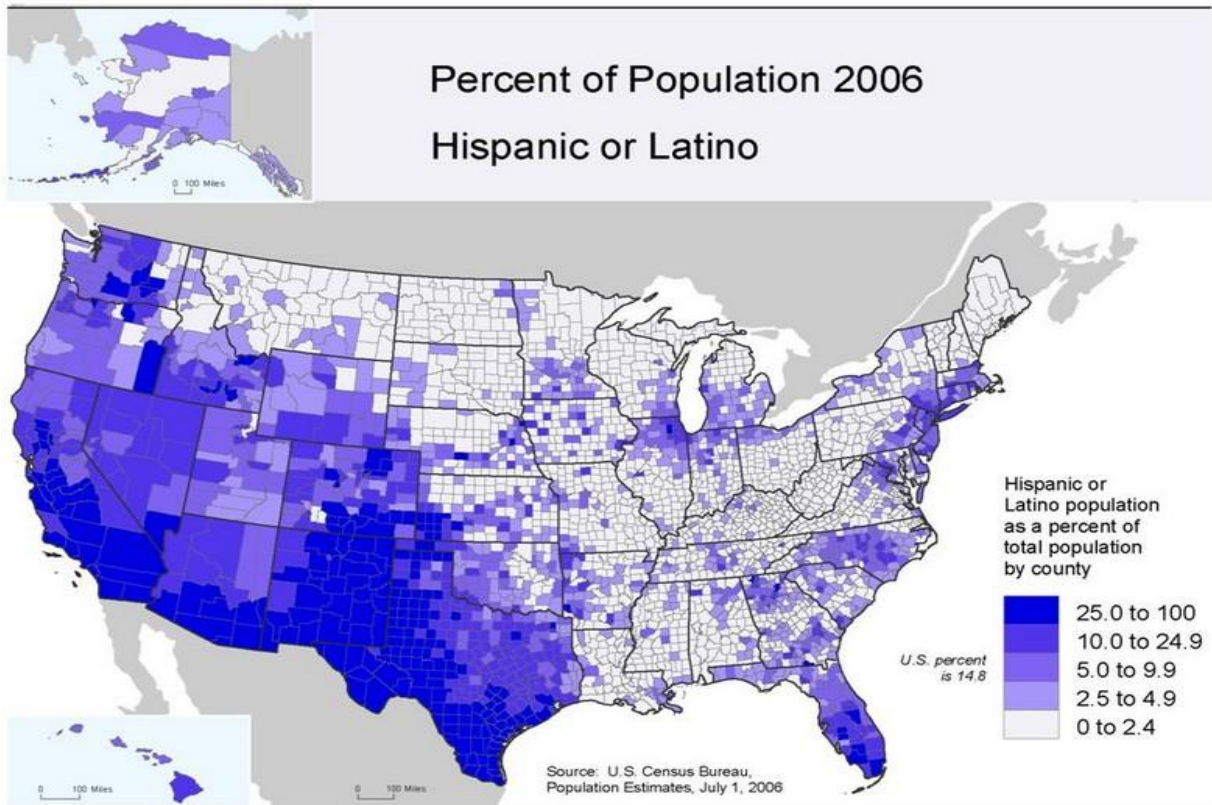 Percent of Population 2006
Hispanic or Latino
0 100 Miles
Hispanic or
Latino population
as a percent of
total population
by county
25.0 to 100
10.0 to 24.9
5.0 to 9.9
2.5 to 4.9
0 to 2.4
U.S. percent
is 14.8
Source: U.S. Census Bureau,
Population Estimates, July 1, 2006
0 100 Miles
0 100 Miles